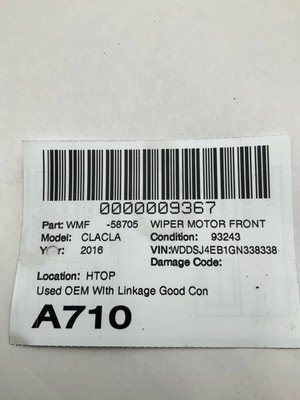 0000009367
Part: WMF -58705 WIPER MOTOR FRONT
Model: CLACLA Condition: 93243
Year: 2016 VIN:WDDSJ4EB1GN338338
Damage Code:
Location: HTOP
Used OEM With Linkage Good Con
A710